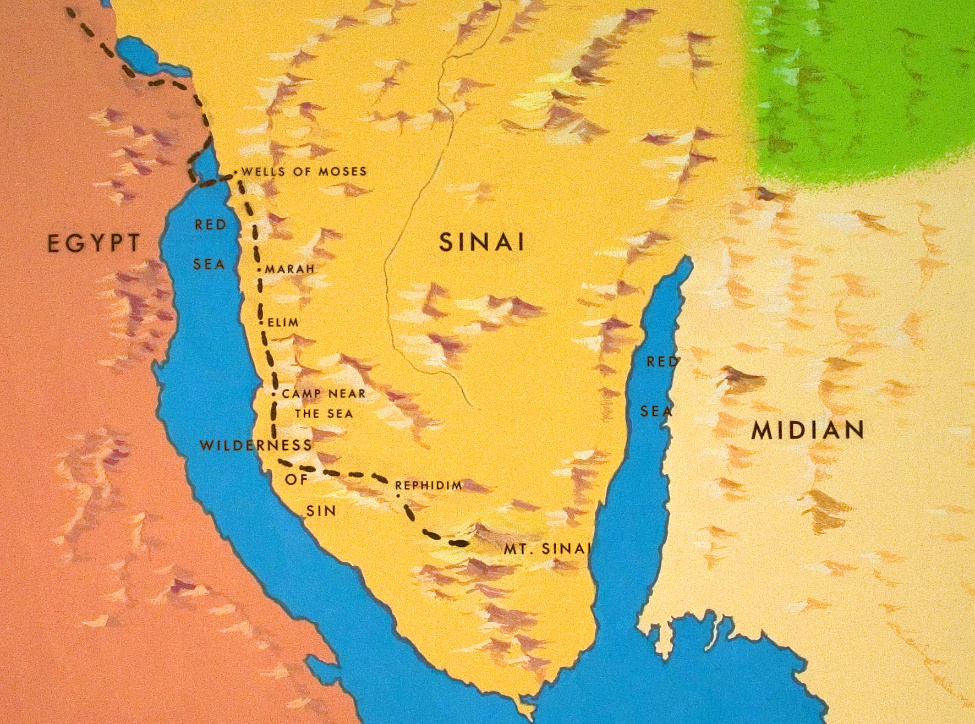 WELLS OF MOSES
RED
SEA
EGYPT
SINAI
MARAH
ELIM
RED
SEA
CAMP NEAR
THE SEA
MIDIAN
WILDERNESS
OF
SIN
REPHIDIM
MT. SINAI